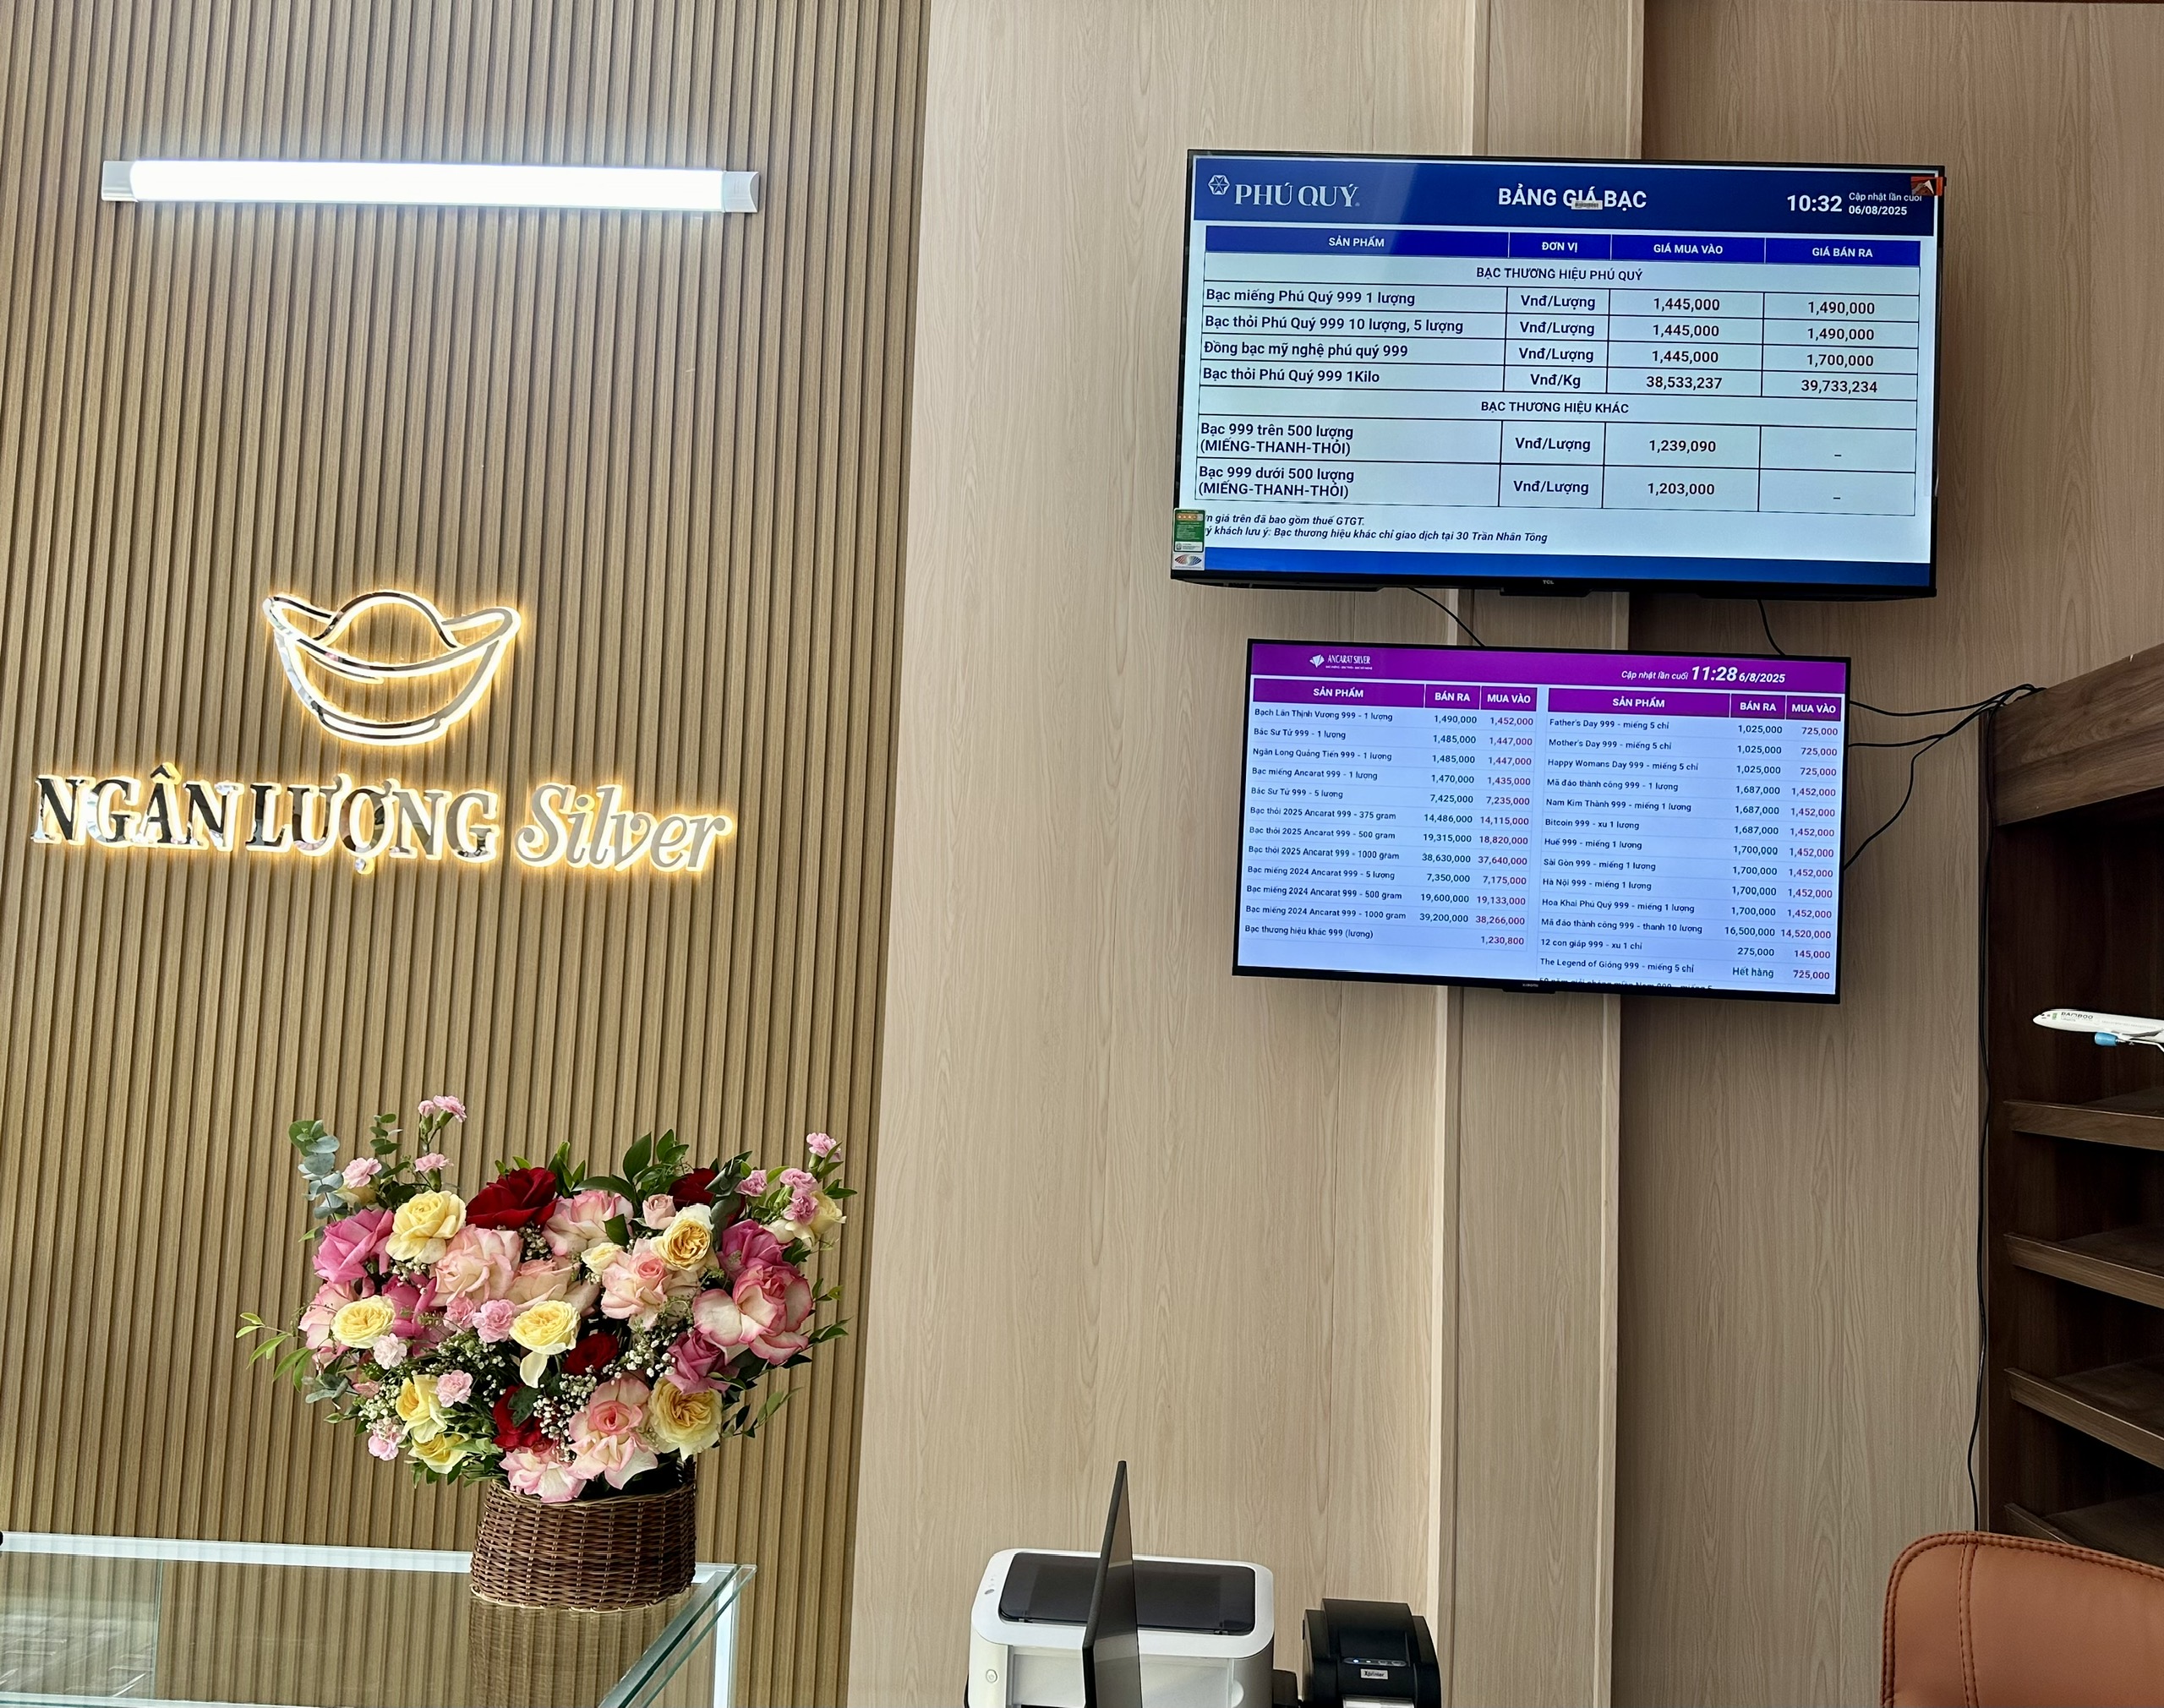 NGÂN LƯỢNG Silver
PHÚ QUÝ
BẢNG GIÁ BẠC
10:32 Cập nhật lần cuối
06/08/2025
SẢN PHẨM ĐƠN VỊ GIÁ MUA VÀO GIÁ BÁN RA
BẠC THƯƠNG HIỆU PHÚ QUÝ
Bạc miếng Phú Quý 999 1 lượng Vnđ/Lượng 1,445,000 1,490,000
Bạc thỏi Phú Quý 999 10 lượng, 5 lượng Vnđ/Lượng 1,445,000 1,490,000
Đồng bạc mỹ nghệ phú quý 999 Vnđ/Lượng 1,445,000 1,700,000
Bạc thỏi Phú Quý 999 1Kilo Vnđ/Kg 38,533,237 39,733,234
BẠC THƯƠNG HIỆU KHÁC
Bạc 999 trên 500 lượng
(MIẾNG-THANH-THỎI) Vnđ/Lượng 1,239,090 _
Bạc 999 dưới 500 lượng
(MIẾNG-THANH-THỎI) Vnđ/Lượng 1,203,000 _
giá trên đã bao gồm thuế GTGT.
khách lưu ý: Bạc thương hiệu khác chỉ giao dịch tại 30 Trần Nhân Tông
TCL
ANCARAT SILVER
Cập nhật lần cuối 11:28 6/8/2025
SẢN PHẨM BÁN RA MUA VÀO
Bạch Lân Thịnh Vượng 999 - 1 lượng 1,490,000 1,452,000
Bắc Sư Tử 999 - 1 lượng 1,485,000 1,447,000
Ngân Long Quảng Tiến 999 - 1 lượng 1,485,000 1,447,000
Bạc miếng Ancarat 999 - 1 lượng 1,470,000 1,435,000
Bắc Sư Tử 999 - 5 lượng 7,425,000 7,235,000
Bạc thỏi 2025 Ancarat 999 - 375 gram 14,486,000 14,115,000
Bạc thỏi 2025 Ancarat 999 - 500 gram 19,315,000 18,820,000
Bạc thỏi 2025 Ancarat 999 - 1000 gram 38,630,000 37,640,000
Bạc miếng 2024 Ancarat 999 - 5 lượng 7,350,000 7,175,000
Bạc miếng 2024 Ancarat 999 - 500 gram 19,600,000 19,133,000
Bạc miếng 2024 Ancarat 999 - 1000 gram 39,200,000 38,266,000
Bạc thương hiệu khác 999 (lượng) 1,230,800
SẢN PHẨM BÁN RA MUA VÀO
Father's Day 999 - miếng 5 chỉ 1,025,000 725,000
Mother's Day 999 - miếng 5 chỉ 1,025,000 725,000
Happy Womans Day 999 - miếng 5 chỉ 1,025,000 725,000
Mã đáo thành công 999 - 1 lượng 1,687,000 1,452,000
Nam Kim Thành 999 - miếng 1 lượng 1,687,000 1,452,000
Bitcoin 999 - xu 1 lượng 1,687,000 1,452,000
Huế 999 - miếng 1 lượng 1,700,000 1,452,000
Sài Gòn 999 - miếng 1 lượng 1,700,000 1,452,000
Hà Nội 999 - miếng 1 lượng 1,700,000 1,452,000
Hoa Khai Phú Quý 999 - miếng 1 lượng 1,700,000 1,452,000
Mã đáo thành công 999 - thanh 10 lượng 16,500,000 14,520,000
12 con giáp 999 - xu 1 chỉ 275,000 145,000
The Legend of Gióng 999 - miếng 5 chỉ Hết hàng 725,000
BAMBOO
Xprinter